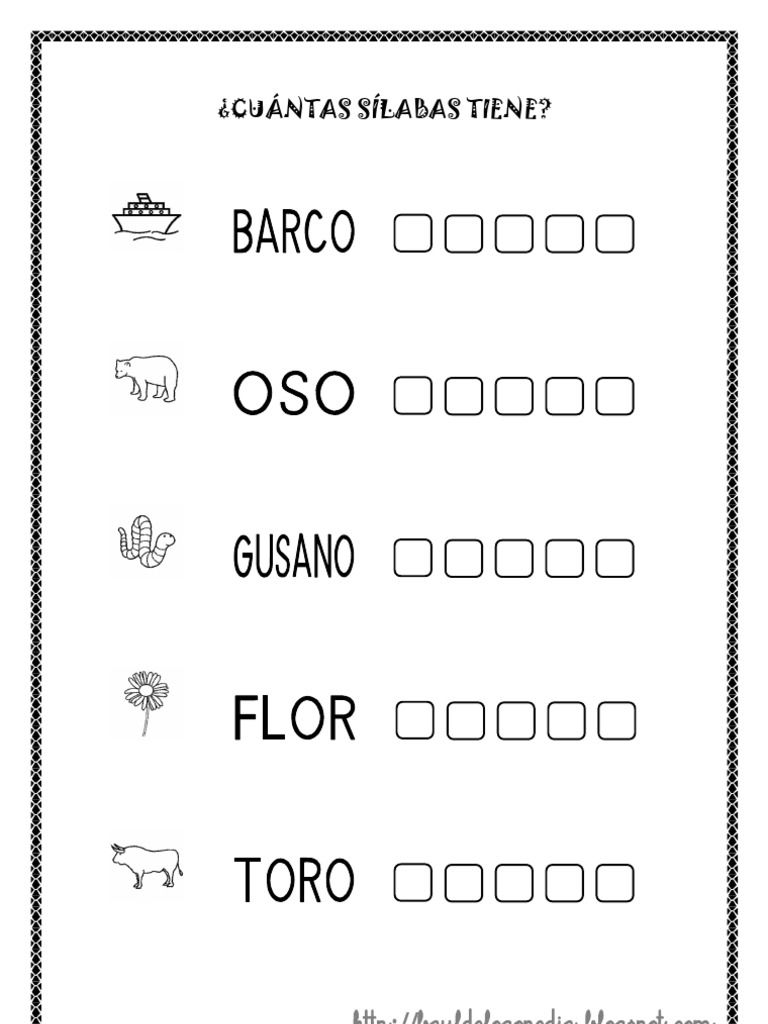 ¿CUÁNTAS SÍLABAS TIENE?
BARCO
OSO
GUSANO
FLOR
TORO